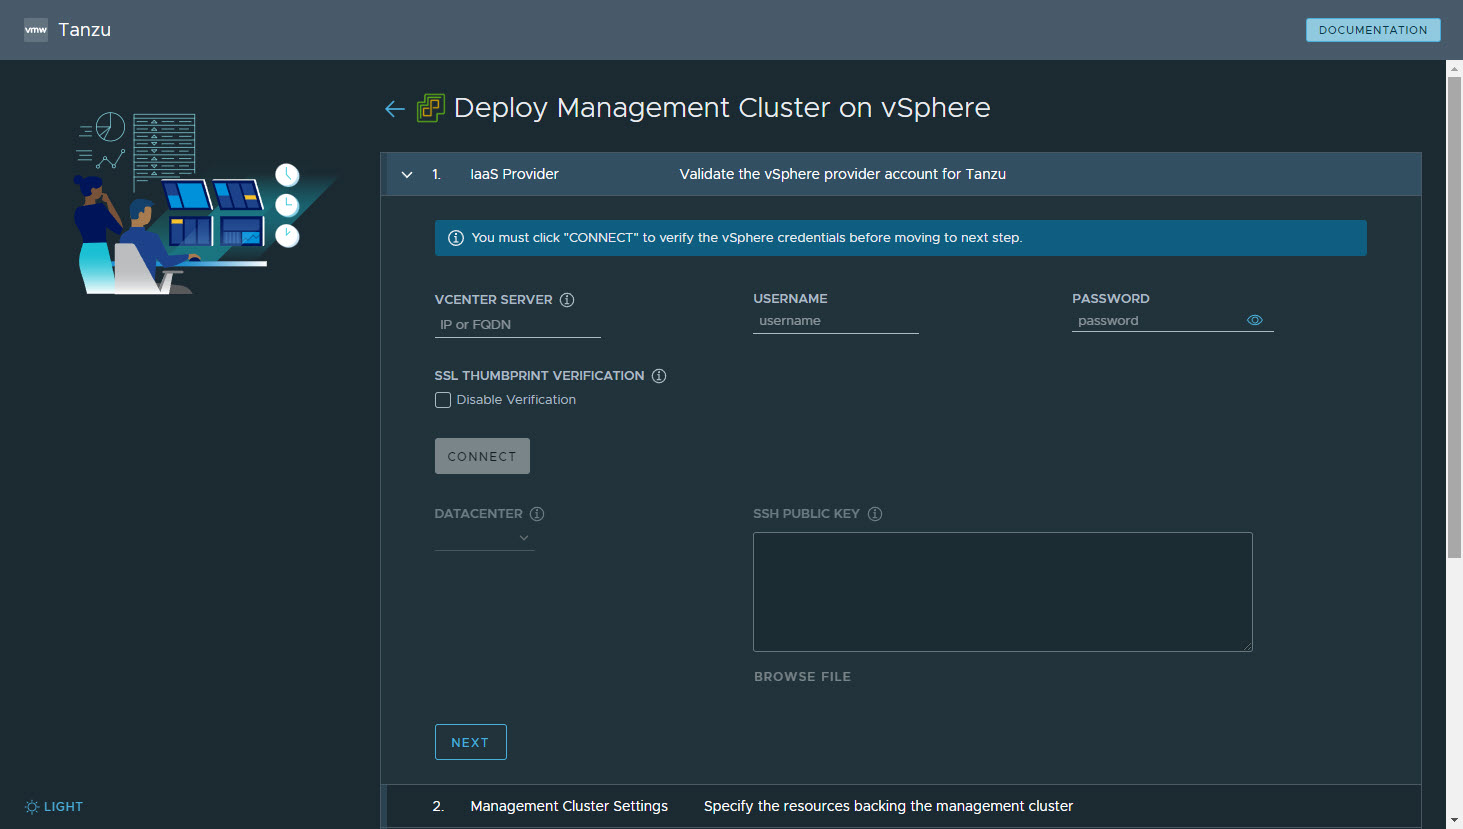 vmw Tanzu DOCUMENTATION
Deploy Management Cluster on vSphere
1. IaaS Provider Validate the vSphere provider account for Tanzu
You must click "CONNECT" to verify the vSphere credentials before moving to next step.
VCENTER SERVER USERNAME PASSWORD
IP or FQDN username password
SSL THUMBPRINT VERIFICATION
Disable Verification
CONNECT
DATACENTER SSH PUBLIC KEY
BROWSE FILE
NEXT
2. Management Cluster Settings Specify the resources backing the management cluster
LIGHT